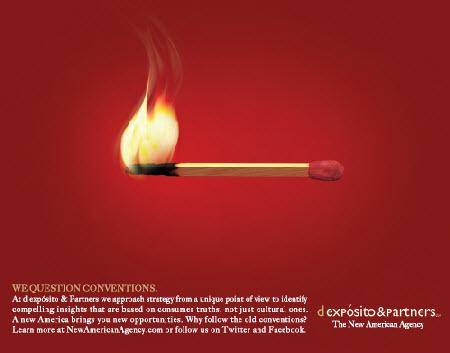 WE QUESTION CONVENTIONS.
At d expósito & Partners we approach strategy from a unique point of view to identify
compelling insights that are based on consumer truths, not just cultural ones.
A new America brings you new opportunities. Why follow the old conventions?
Learn more at NewAmericanAgency.com or follow us on Twitter and Facebook.
d expósito & Partners
The New American Agency